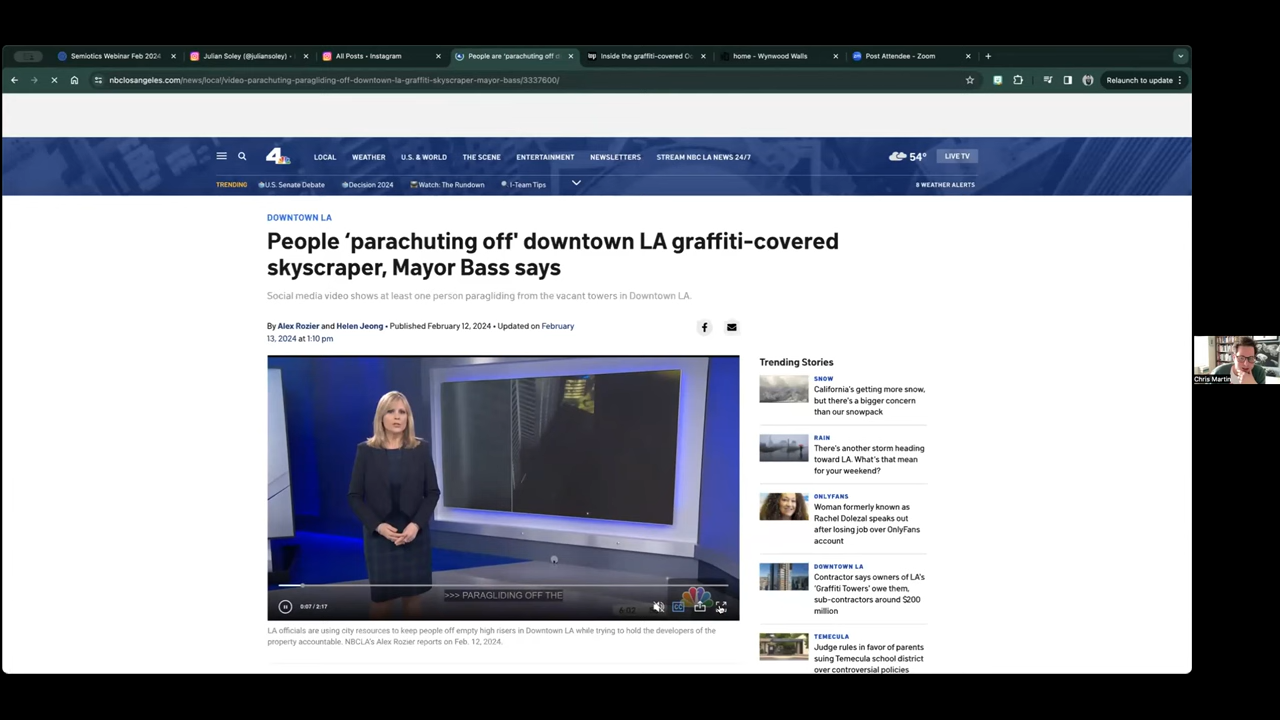 Semiotics Webinar Feb 2024
Julian Soley (@juliansoley) -
All Posts • Instagram
People are 'parachuting off d
Inside the graffiti-covered Oc
home - Wynwood Walls
Post Attendee - Zoom
nbclosangeles.com/news/local/video-parachuting-paragliding-off-downtown-la-graffiti-skyscraper-mayor-bass/3337600/
Relaunch to update
4
LOCAL
WEATHER
U.S. & WORLD
THE SCENE
ENTERTAINMENT
NEWSLETTERS
STREAM NBC LA NEWS 24/7
54°
LIVE TV
TRENDING
U.S. Senate Debate
Decision 2024
Watch: The Rundown
I-Team Tips
8 WEATHER ALERTS
DOWNTOWN LA
People ‘parachuting off' downtown LA graffiti-covered
skyscraper, Mayor Bass says
Social media video shows at least one person paragliding from the vacant towers in Downtown LA.
By Alex Rozier and Helen Jeong • Published February 12, 2024 • Updated on February
13, 2024 at 1:10 pm
>>> PARAGLIDING OFF THE
0:07 / 2:17
6:02
CC
LA officials are using city resources to keep people off empty high risers in Downtown LA while trying to hold the developers of the
property accountable. NBCLA's Alex Rozier reports on Feb. 12, 2024.
Trending Stories
SNOW
California's getting more snow,
but there's a bigger concern
than our snowpack
RAIN
There's another storm heading
toward LA. What's that mean
for your weekend?
ONLYFANS
Woman formerly known as
Rachel Dolezal speaks out
after losing job over OnlyFans
account
DOWNTOWN LA
Contractor says owners of LA's
'Graffiti Towers' owe them,
sub-contractors around $200
million
TEMECULA
Judge rules in favor of parents
suing Temecula school district
over controversial policies
Chris Martin